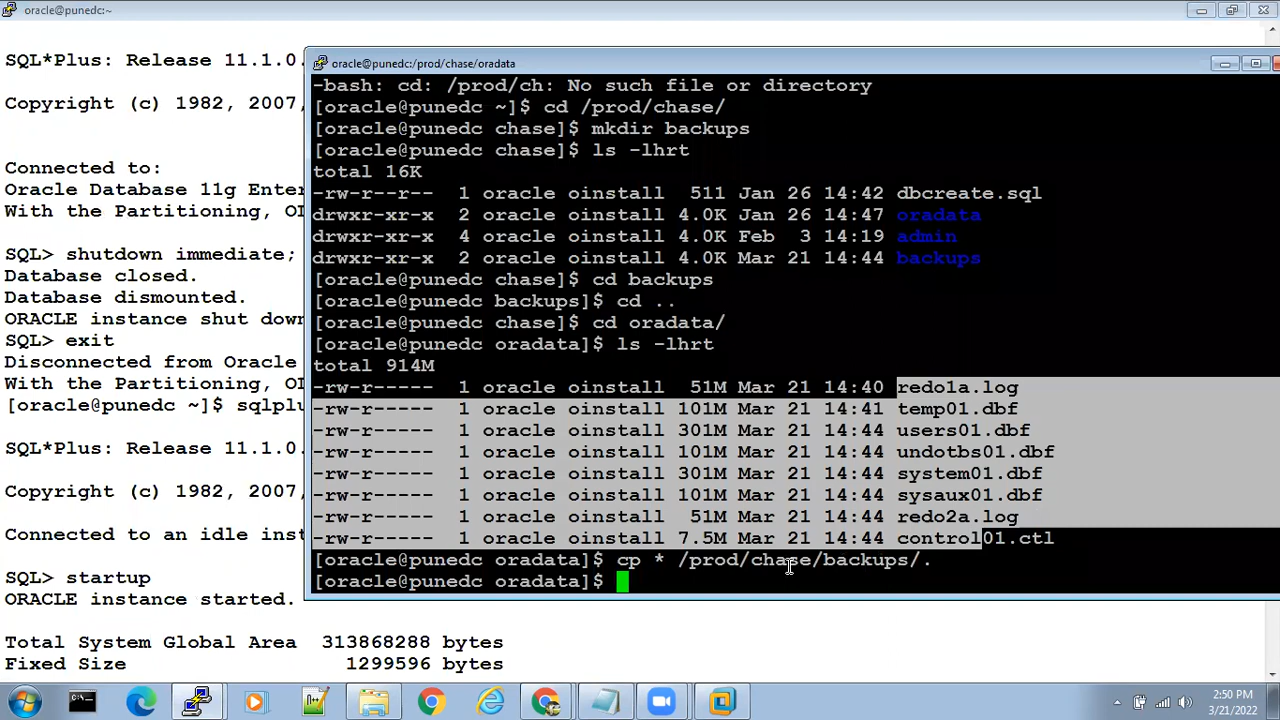 oracle@punedc:~
SQL*Plus: Release 11.1.0.
Copyright (c) 1982, 2007,
Connected to:
Oracle Database 11g Enter
With the Partitioning, Ol
SQL> shutdown immediate;
Database closed.
Database dismounted.
ORACLE instance shut down
SQL> exit
Disconnected from Oracle
With the Partitioning, Ol
[oracle@punedc ~]$ sqlplu
SQL*Plus: Release 11.1.0.
Copyright (c) 1982, 2007,
Connected to an idle inst
SQL> startup
ORACLE instance started.
Total System Global Area  313868288 bytes
Fixed Size                  1299596 bytes
oracle@punedc:/prod/chase/oradata
-bash: cd: /prod/ch: No such file or directory
[oracle@punedc ~]$ cd /prod/chase/
[oracle@punedc chase]$ mkdir backups
[oracle@punedc chase]$ ls -lhrt
total 16K
-rw-r--r--  1 oracle oinstall  511 Jan 26 14:42 dbcreate.sql
drwxr-xr-x  2 oracle oinstall 4.0K Jan 26 14:47 oradata
drwxr-xr-x  4 oracle oinstall 4.0K Feb  3 14:19 admin
drwxr-xr-x  2 oracle oinstall 4.0K Mar 21 14:44 backups
[oracle@punedc chase]$ cd backups
[oracle@punedc backups]$ cd ..
[oracle@punedc chase]$ cd oradata/
[oracle@punedc oradata]$ ls -lhrt
total 914M
-rw-r-----  1 oracle oinstall  51M Mar 21 14:40 redo1a.log
-rw-r-----  1 oracle oinstall 101M Mar 21 14:41 temp01.dbf
-rw-r-----  1 oracle oinstall 301M Mar 21 14:44 users01.dbf
-rw-r-----  1 oracle oinstall 101M Mar 21 14:44 undotbs01.dbf
-rw-r-----  1 oracle oinstall 301M Mar 21 14:44 system01.dbf
-rw-r-----  1 oracle oinstall 101M Mar 21 14:44 sysaux01.dbf
-rw-r-----  1 oracle oinstall  51M Mar 21 14:44 redo2a.log
-rw-r-----  1 oracle oinstall 7.5M Mar 21 14:44 control01.ctl
[oracle@punedc oradata]$ cp * /prod/chase/backups/.
[oracle@punedc oradata]$
2:50 PM
3/21/2022